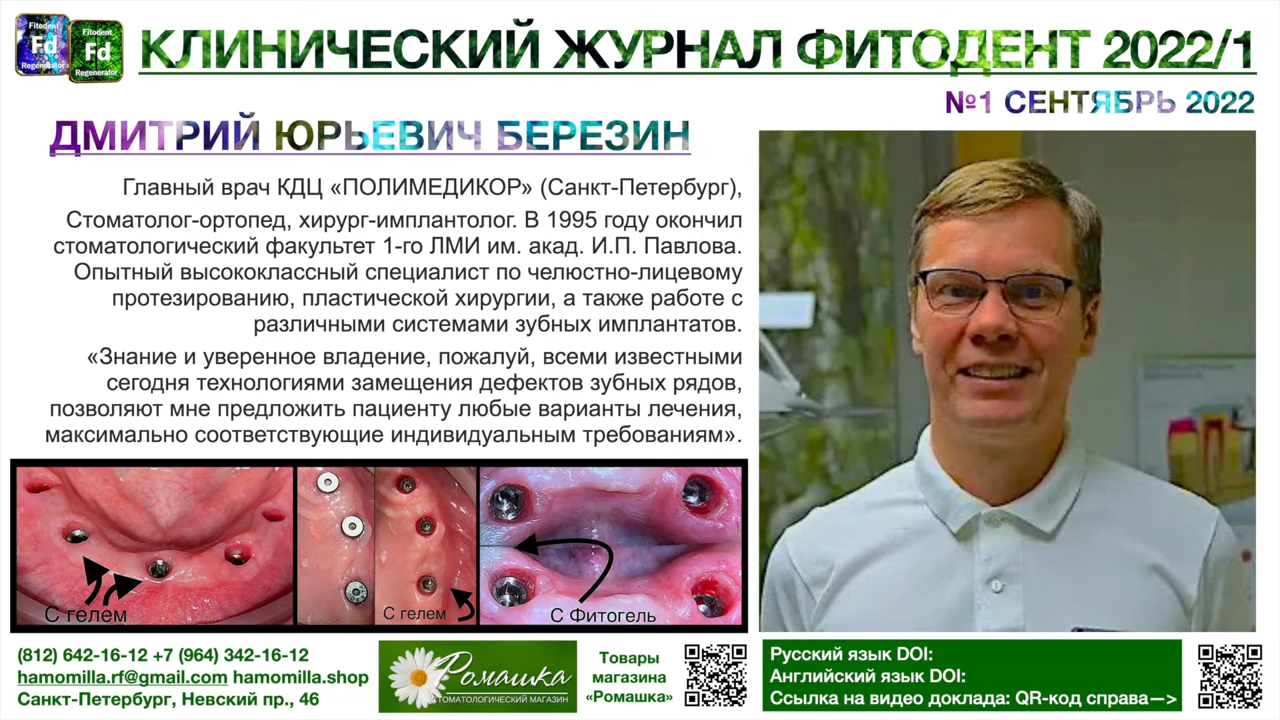 Fitodent
Fd
Regenerator
Fitodent
Fd
Regenerator
КЛИНИЧЕСКИЙ ЖУРНАЛ ФИТОДЕНТ 2022/1
№1 СЕНТЯБРЬ 2022
ДМИТРИЙ ЮРЬЕВИЧ БЕРЕЗИН
Главный врач КДЦ «ПОЛИМЕДИКОР» (Санкт-Петербург),
Стоматолог-ортопед, хирург-имплантолог. В 1995 году окончил
стоматологический факультет 1-го ЛМИ им. акад. И.П. Павлова.
Опытный высококлассный специалист по челюстно-лицевому
протезированию, пластической хирургии, а также работе с
различными системами зубных имплантатов.
«Знание и уверенное владение, пожалуй, всеми известными
сегодня технологиями замещения дефектов зубных рядов,
позволяют мне предложить пациенту любые варианты лечения,
максимально соответствующие индивидуальным требованиям».
С гелем
С гелем
С Фитогель
(812) 642-16-12 +7 (964) 342-16-12
hamomilla.rf@gmail.com hamomilla.shop
Санкт-Петербург, Невский пр., 46
Ромашка
СТОМАТОЛОГИЧЕСКИЙ МАГАЗИН
Товары
магазина
«Ромашка»
Русский язык DOI:
Английский язык DOI:
Ссылка на видео доклада: QR-код справа—>